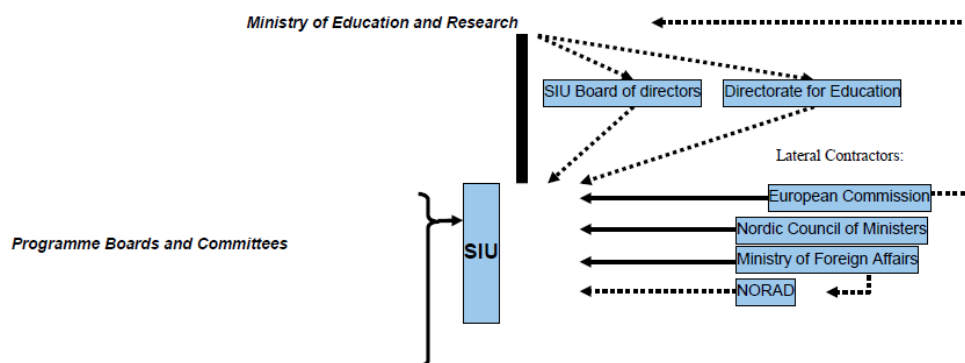 Ministry of Education and Research
SIU Board of directors
Directorate for Education
Lateral Contractors:
European Commission
Nordic Council of Ministers
Programme Boards and Committees
SIU
Ministry of Foreign Affairs
NORAD